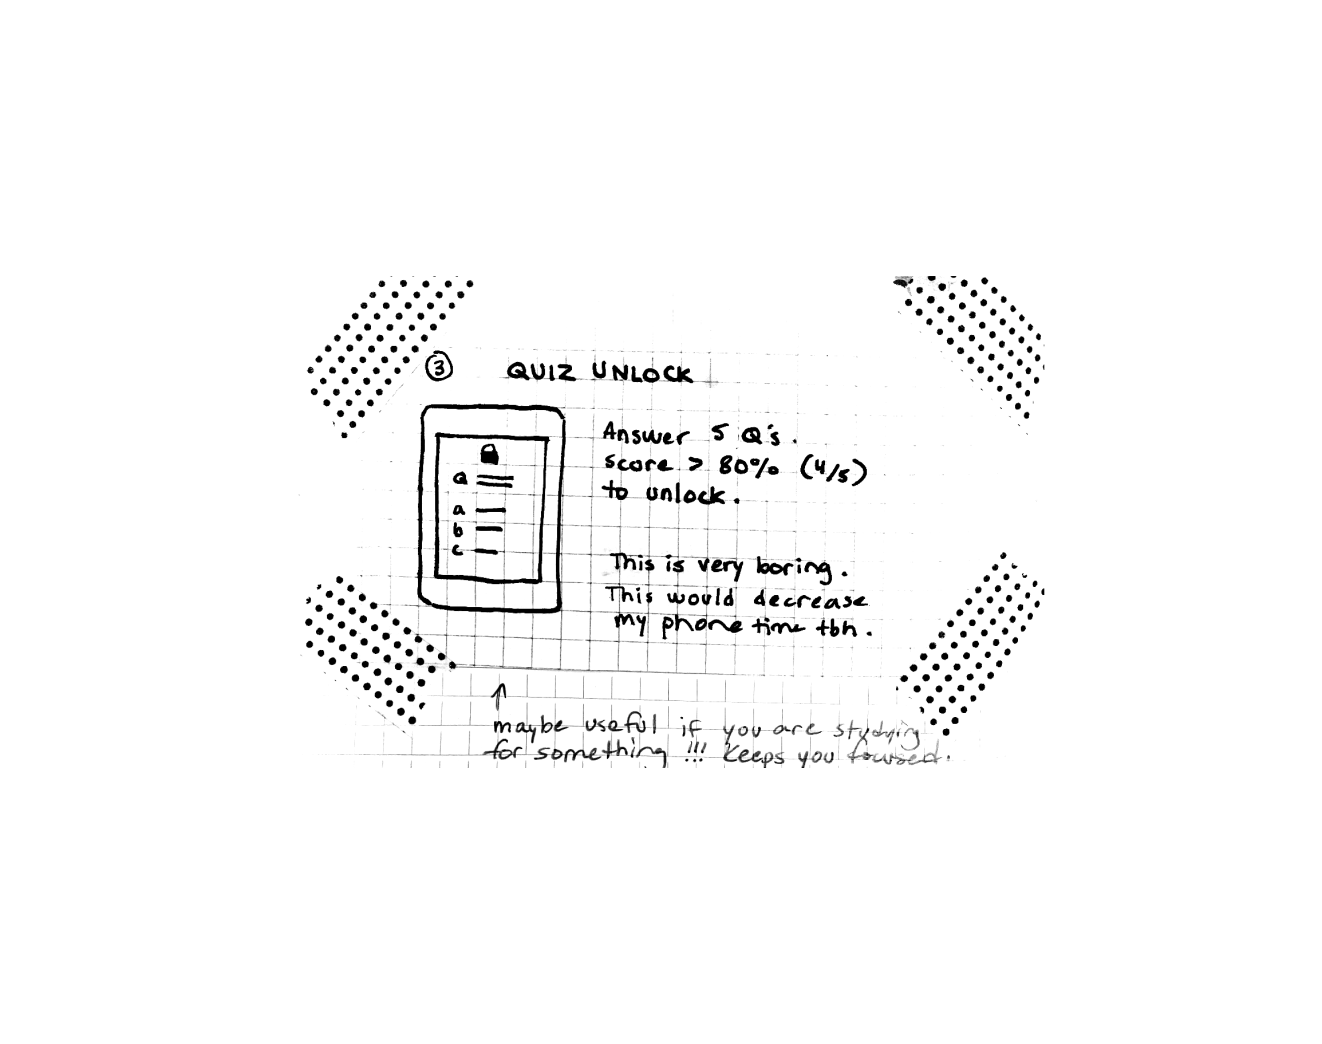 3 QUIZ UNLOCK
Q
a
b
c
Answer 5 Q's.
score > 80% (4/5)
to unlock.
This is very boring.
This would decrease
my phone time tbh.
↑
maybe useful if you are studying
for something !!! Keeps you focused.